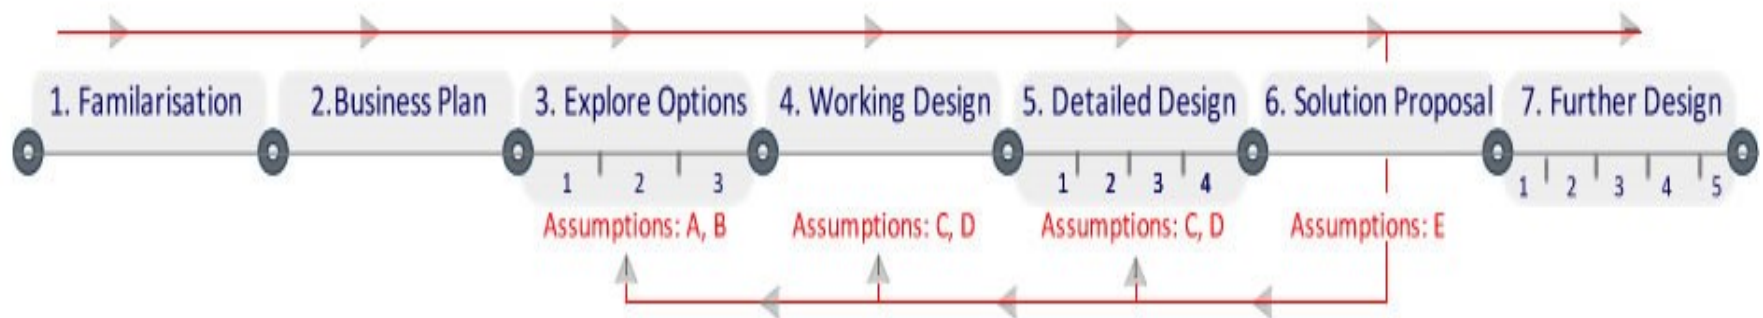 1. Familarisation
2.Business Plan
3. Explore Options
4. Working Design
5. Detailed Design
6. Solution Proposal
7. Further Design
1 2 3
1 2 3 4
1 2 3 4 5
Assumptions: A, B
Assumptions: C, D
Assumptions: C, D
Assumptions: E